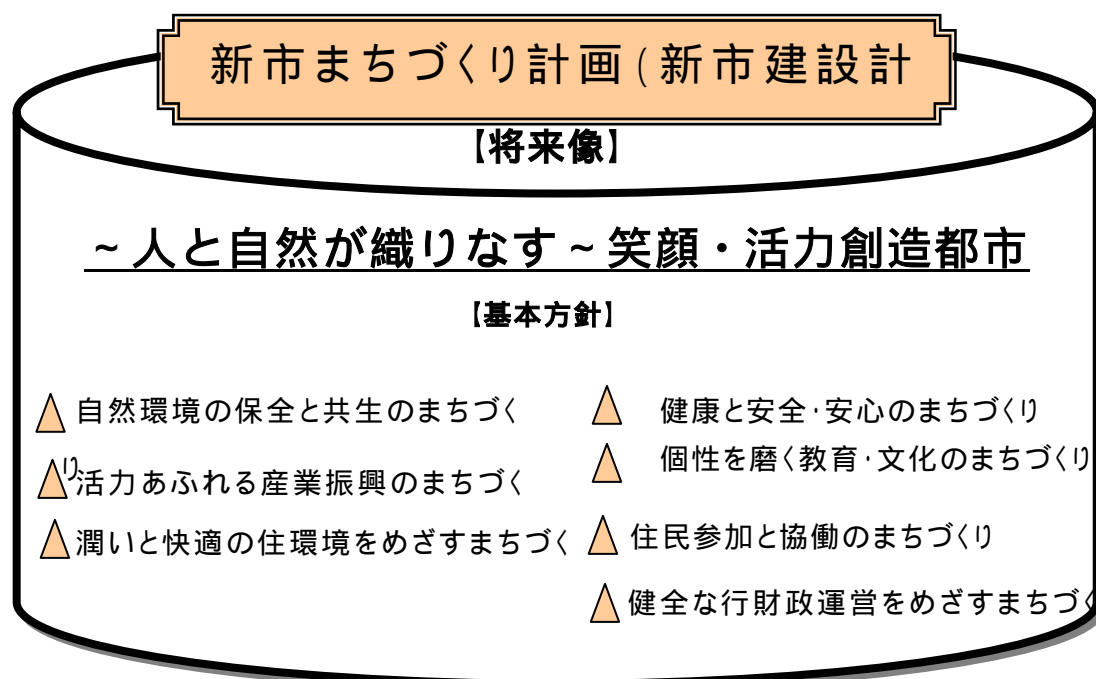 新市まちづくり計画(新市建設計
【将来像】
~人と自然が織りなす~笑顔・活力創造都市
【基本方針】
自然環境の保全と共生のまちづく
り
活力あふれる産業振興のまちづく
潤いと快適の住環境をめざすまちづく
健康と安全・安心のまちづくり
個性を磨く教育・文化のまちづくり
住民参加と協働のまちづくり
健全な行財政運営をめざすまちづく